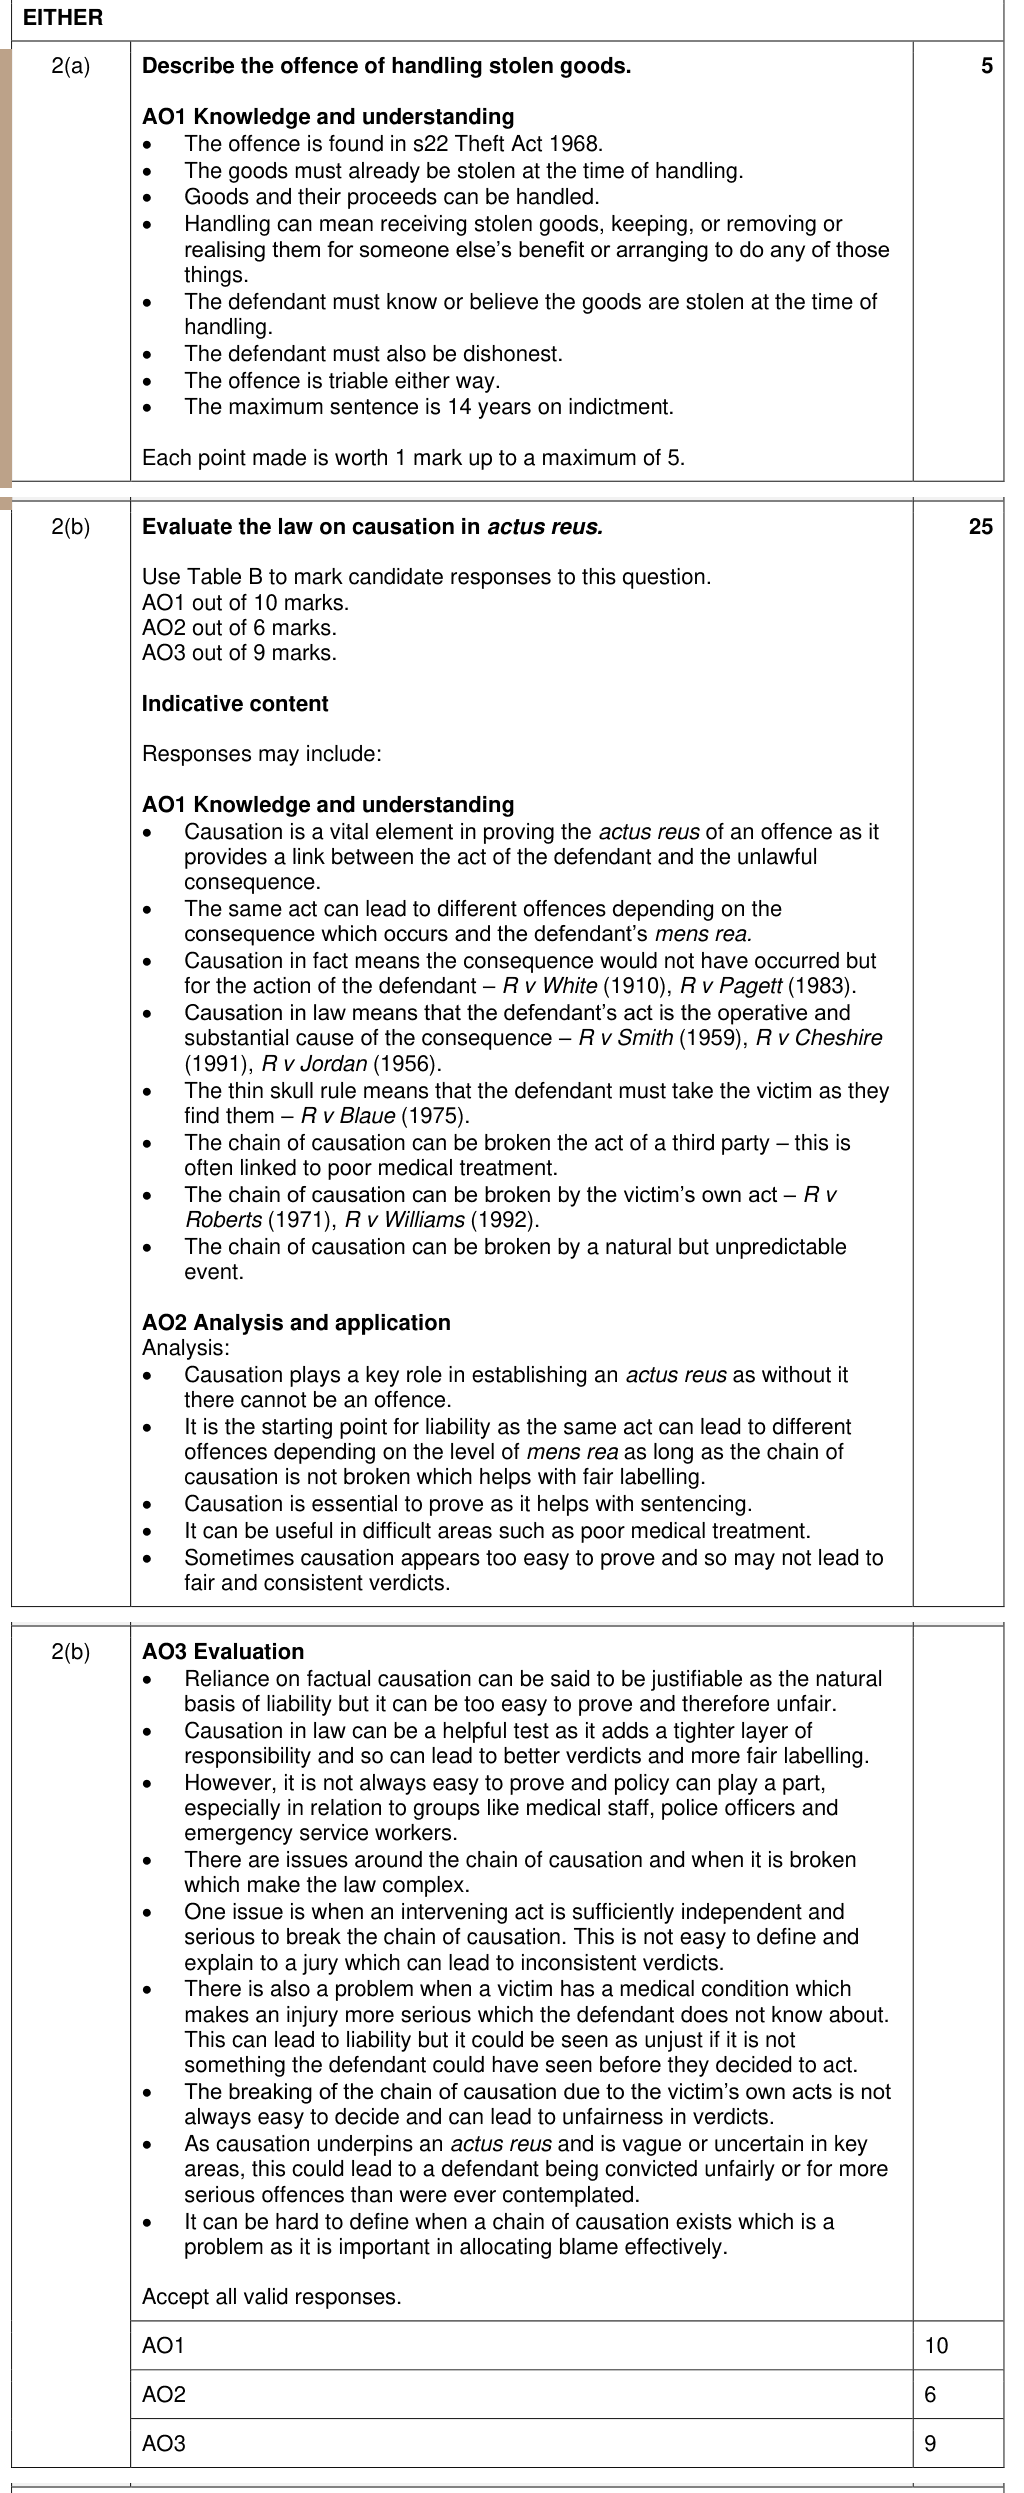 EITHER
2(a) Describe the offence of handling stolen goods. 5
AO1 Knowledge and understanding
• The offence is found in s22 Theft Act 1968.
• The goods must already be stolen at the time of handling.
• Goods and their proceeds can be handled.
• Handling can mean receiving stolen goods, keeping, or removing or
realising them for someone else’s benefit or arranging to do any of those
things.
• The defendant must know or believe the goods are stolen at the time of
handling.
• The defendant must also be dishonest.
• The offence is triable either way.
• The maximum sentence is 14 years on indictment.
Each point made is worth 1 mark up to a maximum of 5.
2(b) Evaluate the law on causation in actus reus. 25
Use Table B to mark candidate responses to this question.
AO1 out of 10 marks.
AO2 out of 6 marks.
AO3 out of 9 marks.
Indicative content
Responses may include:
AO1 Knowledge and understanding
• Causation is a vital element in proving the actus reus of an offence as it
provides a link between the act of the defendant and the unlawful
consequence.
• The same act can lead to different offences depending on the
consequence which occurs and the defendant’s mens rea.
• Causation in fact means the consequence would not have occurred but
for the action of the defendant – R v White (1910), R v Pagett (1983).
• Causation in law means that the defendant’s act is the operative and
substantial cause of the consequence – R v Smith (1959), R v Cheshire
(1991), R v Jordan (1956).
• The thin skull rule means that the defendant must take the victim as they
find them – R v Blaue (1975).
• The chain of causation can be broken the act of a third party – this is
often linked to poor medical treatment.
• The chain of causation can be broken by the victim’s own act – R v
Roberts (1971), R v Williams (1992).
• The chain of causation can be broken by a natural but unpredictable
event.
AO2 Analysis and application
Analysis:
• Causation plays a key role in establishing an actus reus as without it
there cannot be an offence.
• It is the starting point for liability as the same act can lead to different
offences depending on the level of mens rea as long as the chain of
causation is not broken which helps with fair labelling.
• Causation is essential to prove as it helps with sentencing.
• It can be useful in difficult areas such as poor medical treatment.
• Sometimes causation appears too easy to prove and so may not lead to
fair and consistent verdicts.
2(b) AO3 Evaluation
• Reliance on factual causation can be said to be justifiable as the natural
basis of liability but it can be too easy to prove and therefore unfair.
• Causation in law can be a helpful test as it adds a tighter layer of
responsibility and so can lead to better verdicts and more fair labelling.
• However, it is not always easy to prove and policy can play a part,
especially in relation to groups like medical staff, police officers and
emergency service workers.
• There are issues around the chain of causation and when it is broken
which make the law complex.
• One issue is when an intervening act is sufficiently independent and
serious to break the chain of causation. This is not easy to define and
explain to a jury which can lead to inconsistent verdicts.
• There is also a problem when a victim has a medical condition which
makes an injury more serious which the defendant does not know about.
This can lead to liability but it could be seen as unjust if it is not
something the defendant could have seen before they decided to act.
• The breaking of the chain of causation due to the victim’s own acts is not
always easy to decide and can lead to unfairness in verdicts.
• As causation underpins an actus reus and is vague or uncertain in key
areas, this could lead to a defendant being convicted unfairly or for more
serious offences than were ever contemplated.
• It can be hard to define when a chain of causation exists which is a
problem as it is important in allocating blame effectively.
Accept all valid responses.
AO1 10
AO2 6
AO3 9